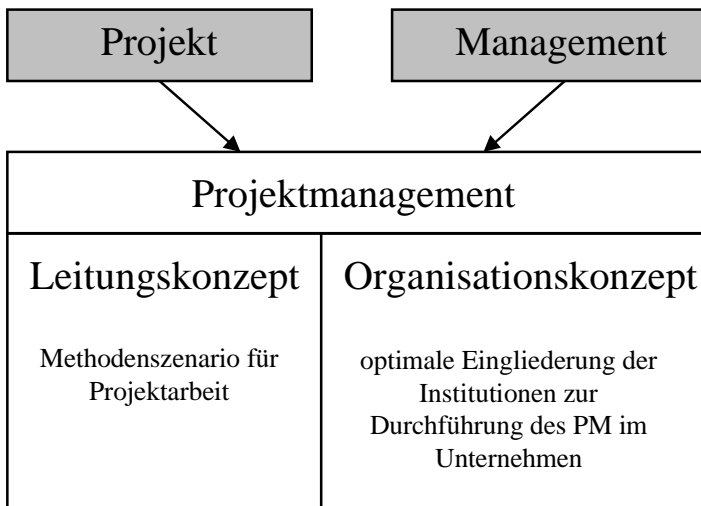 Projekt
Management
Projektmanagement
Leitungskonzept
Methodenszenario für
Projektarbeit
Organisationskonzept
optimale Eingliederung der
Institutionen zur
Durchführung des PM im
Unternehmen